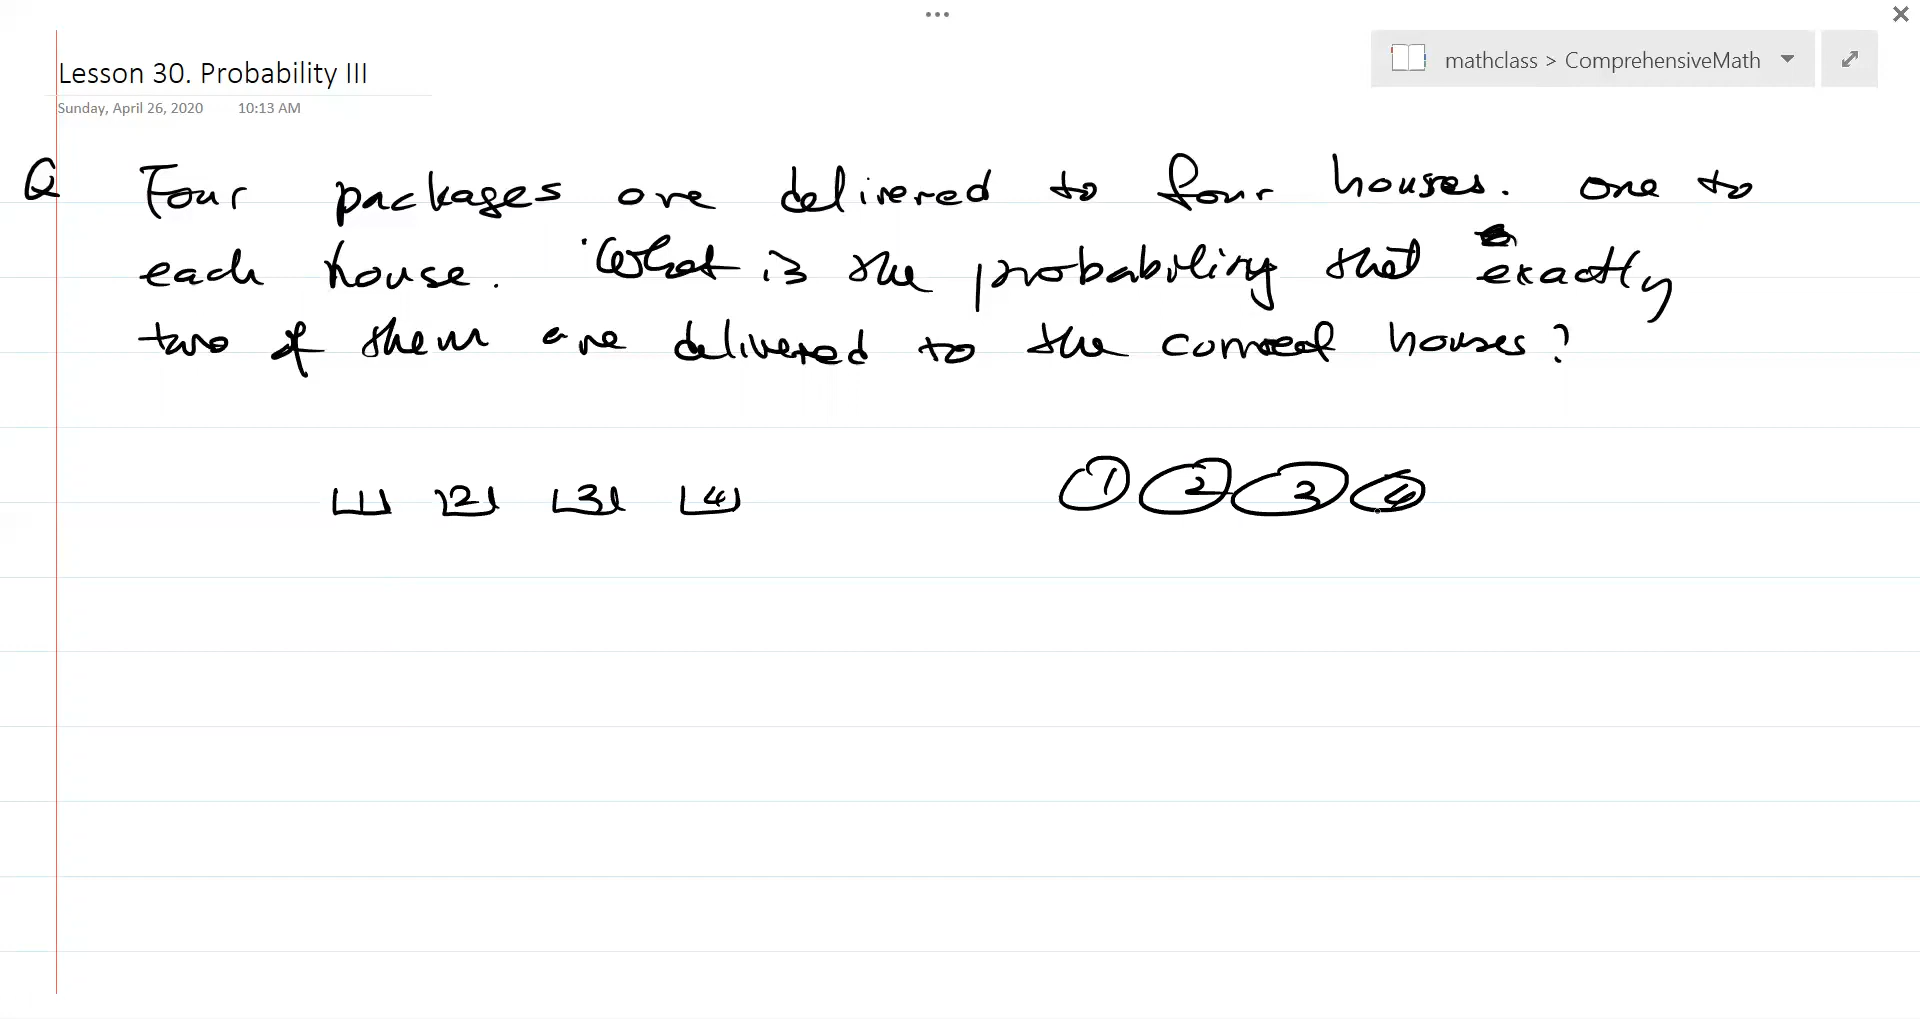 Lesson 30. Probability III
mathclass > ComprehensiveMath
Sunday, April 26, 2020 10:13 AM
Q Four packages are delivered to four houses. one to
each house. What is the probability that exactly
two of them are delivered to the correct houses?
1 2 3 4 1 2 3 4